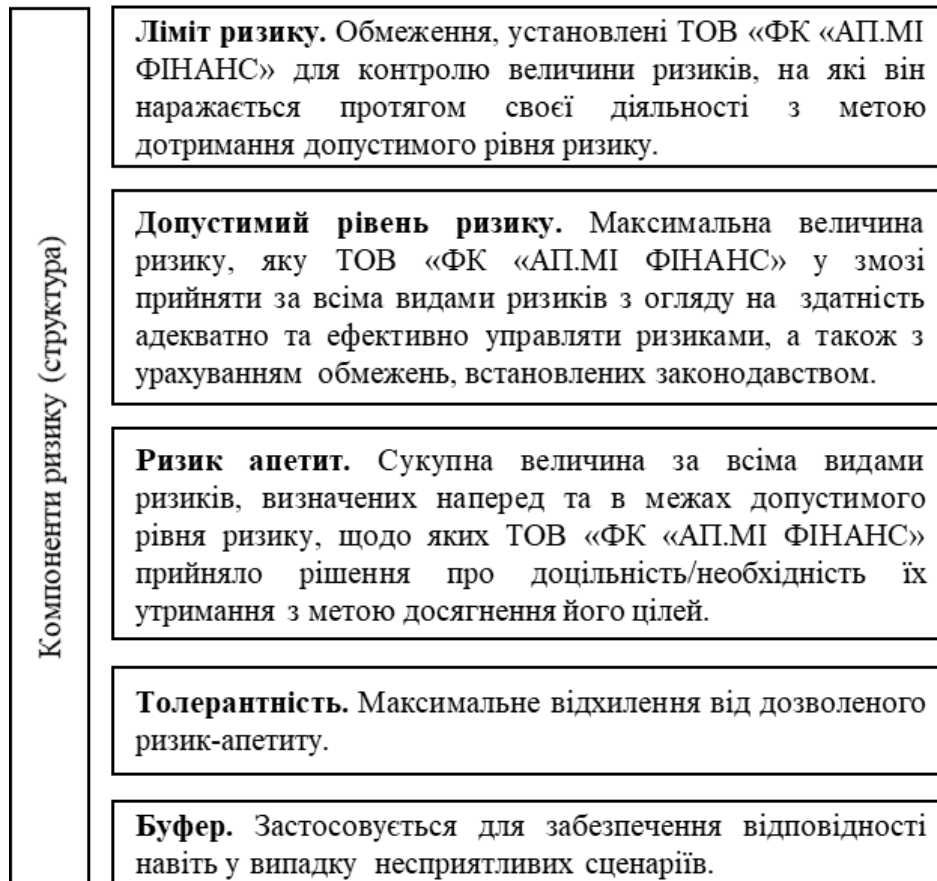 Компоненти ризику (структура)
Ліміт ризику. Обмеження, установлені ТОВ «ФК «АП.МІ
ФІНАНС» для контролю величини ризиків, на які він
наражається протягом своєї діяльності з метою
дотримання допустимого рівня ризику.
Допустимий рівень ризику. Максимальна величина
ризику, яку ТОВ «ФК «АП.МІ ФІНАНС» у змозі
прийняти за всіма видами ризиків з огляду на здатність
адекватно та ефективно управляти ризиками, а також з
урахуванням обмежень, встановлених законодавством.
Ризик апетит. Сукупна величина за всіма видами
ризиків, визначених наперед та в межах допустимого
рівня ризику, щодо яких ТОВ «ФК «АП.МІ ФІНАНС»
прийняло рішення про доцільність/необхідність їх
утримання з метою досягнення його цілей.
Толерантність. Максимальне відхилення від дозволеного
ризик-апетиту.
Буфер. Застосовується для забезпечення відповідності
навіть у випадку несприятливих сценаріїв.